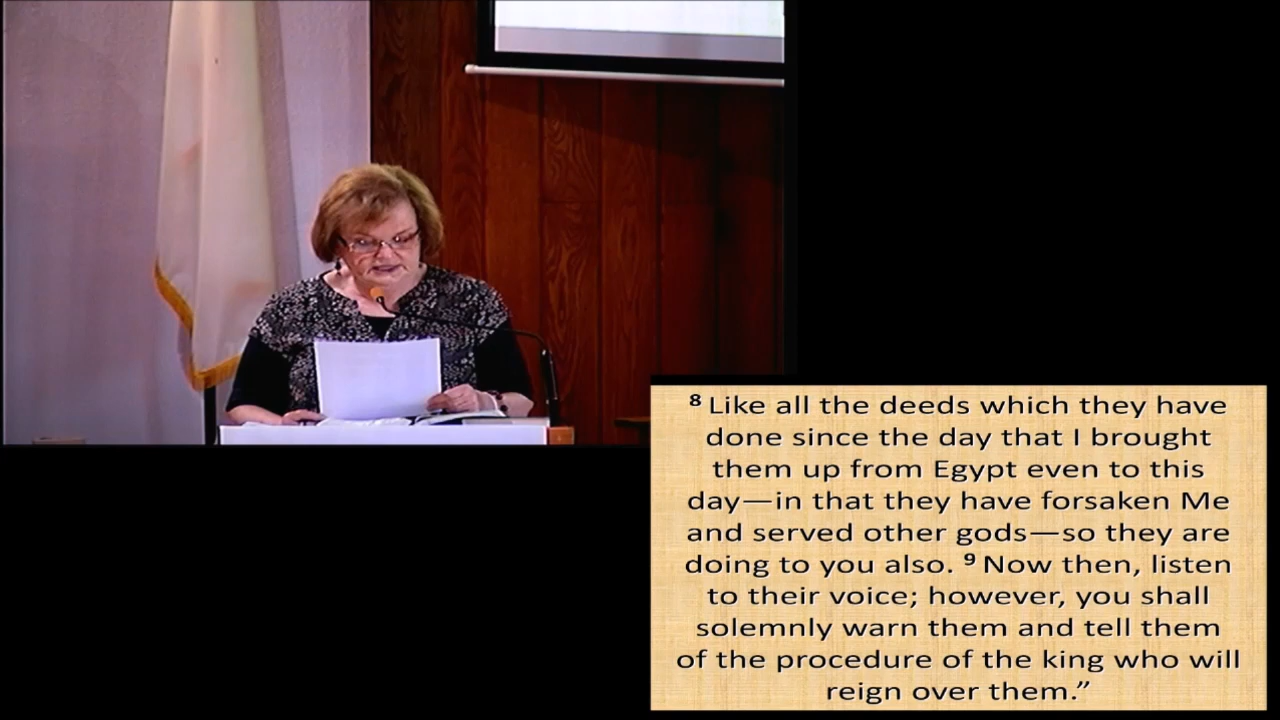 8 Like all the deeds which they have
done since the day that I brought
them up from Egypt even to this
day—in that they have forsaken Me
and served other gods—so they are
doing to you also. 9 Now then, listen
to their voice; however, you shall
solemnly warn them and tell them
of the procedure of the king who will
reign over them.”